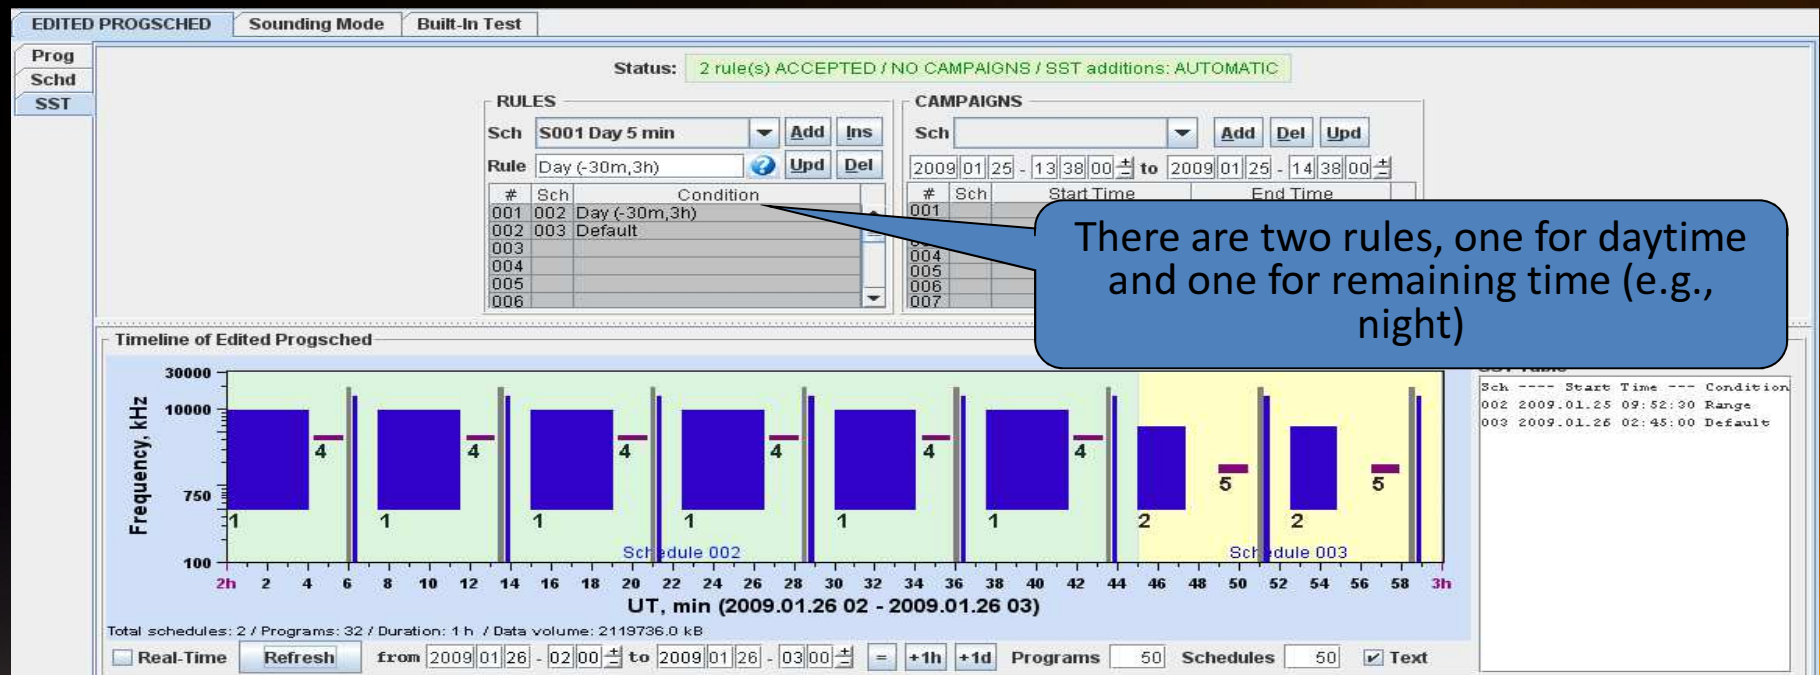 EDITED PROGSCHED Sounding Mode Built-In Test
Prog
Schd
SST
Status: 2 rule(s) ACCEPTED / NO CAMPAIGNS / SST additions: AUTOMATIC
RULES
Sch S001 Day 5 min Add Ins
Rule Day (-30m,3h) Upd Del
# Sch Condition
001 002 Day (-30m,3h)
002 003 Default
003
004
005
006
CAMPAIGNS
Sch Add Del Upd
2009 01 25 - 13 38 00 to 2009 01 25 - 14 38 00
# Sch Start Time End Time
001
004
005
006
007
There are two rules, one for daytime
and one for remaining time (e.g.,
night)
Timeline of Edited Progsched
30000
10000
750
100
Frequency, kHz
4 4 4 4 4 4 5 5
1 1 1 1 1 1 2 2
Schedule 002 Schedule 003
2h 2 4 6 8 10 12 14 16 18 20 22 24 26 28 30 32 34 36 38 40 42 44 46 48 50 52 54 56 58 3h
UT, min (2009.01.26 02 - 2009.01.26 03)
Total schedules: 2 / Programs: 32 / Duration: 1 h / Data volume: 2119736.0 kB
Real-Time Refresh from 2009 01 26 - 02 00 to 2009 01 26 - 03 00 = +1h +1d Programs 50 Schedules 50 Text
Sch ---- Start Time --- Condition
002 2009.01.25 09:52:30 Range
003 2009.01.26 02:45:00 Default